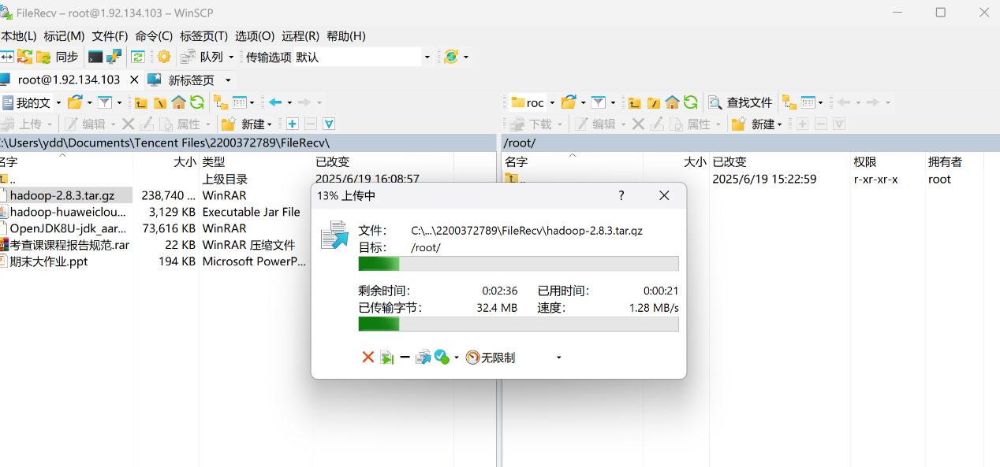 FileRecv – root@1.92.134.103 – WinSCP
本地(L) 标记(M) 文件(F) 命令(C) 标签页(T) 选项(O) 远程(R) 帮助(H)
同步 队列 传输选项 默认
root@1.92.134.103 新标签页
我的文 roc 查找文件
上传 编辑 属性 新建 下载 编辑 属性 新建
:\Users\ydd\Documents\Tencent Files\2200372789\FileRecv\ /root/
名字 大小 类型 已改变 名字 大小 已改变 权限 拥有者
.. 上级目录 2025/6/19 16:08:57 .. 2025/6/19 15:22:59 r-xr-xr-x root
hadoop-2.8.3.tar.gz 238,740 ... WinRAR
hadoop-huaweiclou... 3,129 KB Executable Jar File
OpenJDK8U-jdk_aar... 73,616 KB WinRAR
考查课课程报告规范.rar 22 KB WinRAR 压缩文件
期末大作业.ppt 194 KB Microsoft PowerP...
13% 上传中 ?
文件: C:\...\2200372789\FileRecv\hadoop-2.8.3.tar.gz
目标: /root/
剩余时间: 0:02:36 已用时间: 0:00:21
已传输字节: 32.4 MB 速度: 1.28 MB/s
无限制